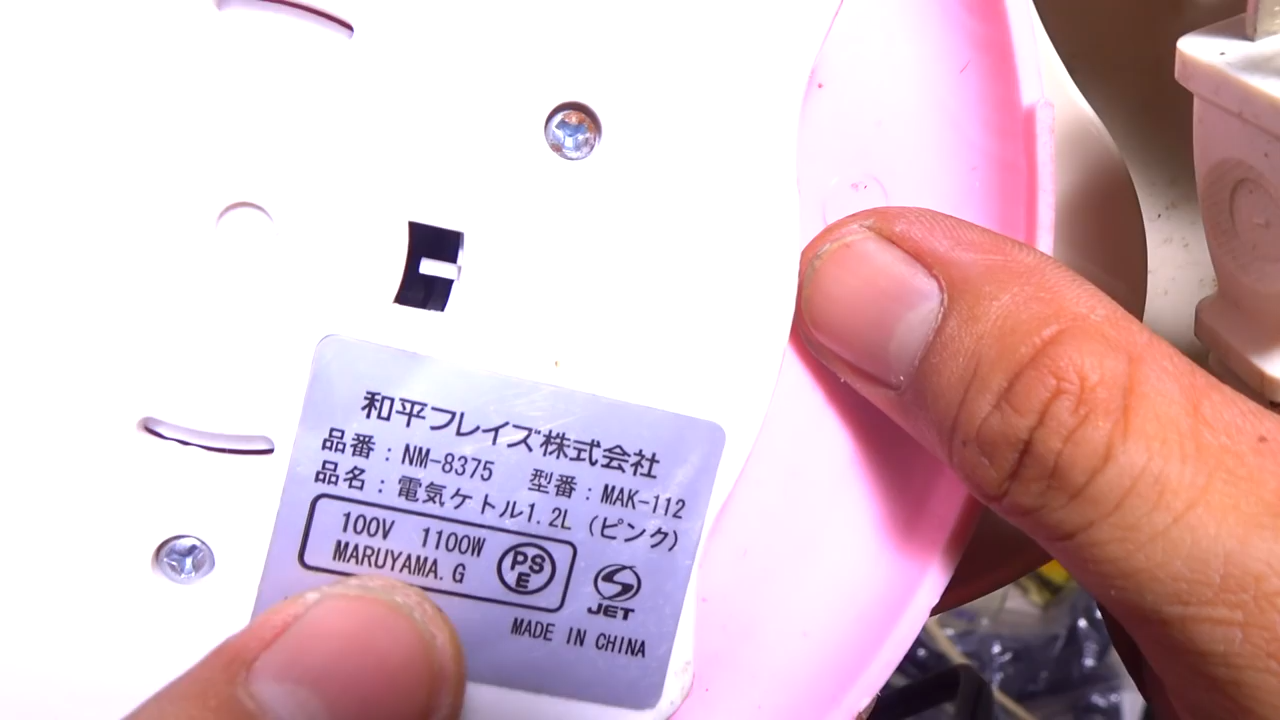 和平フレイズ株式会社
品番：NM-8375　型番：MAK-112
品名：電気ケトル1.2L（ピンク）
100V　1100W
MARUYAMA.G
PS
E
JET
MADE IN CHINA